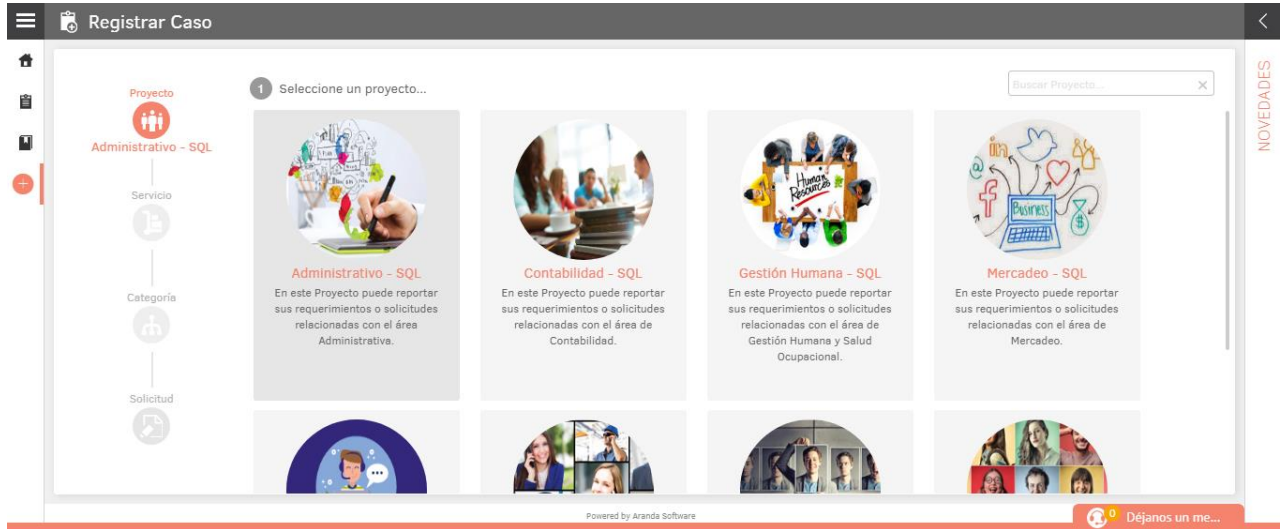 Registrar Caso
NOVEDADES
Proyecto
Administrativo - SQL
Servicio
Categoría
Solicitud
1 Seleccione un proyecto...
Buscar Proyecto...
Administrativo - SQL
En este Proyecto puede reportar
sus requerimientos o solicitudes
relacionadas con el área
Administrativa.
Contabilidad - SQL
En este Proyecto puede reportar
sus requerimientos o solicitudes
relacionadas con el área de
Contabilidad.
Human
Resources
Gestión Humana - SQL
En este Proyecto puede reportar
sus requerimientos o solicitudes
relacionadas con el área de
Gestión Humana y Salud
Ocupacional.
Business
Mercadeo - SQL
En este Proyecto puede reportar
sus requerimientos o solicitudes
relacionadas con el área de
Mercadeo.
Powered by Aranda Software
0 Déjanos un me...